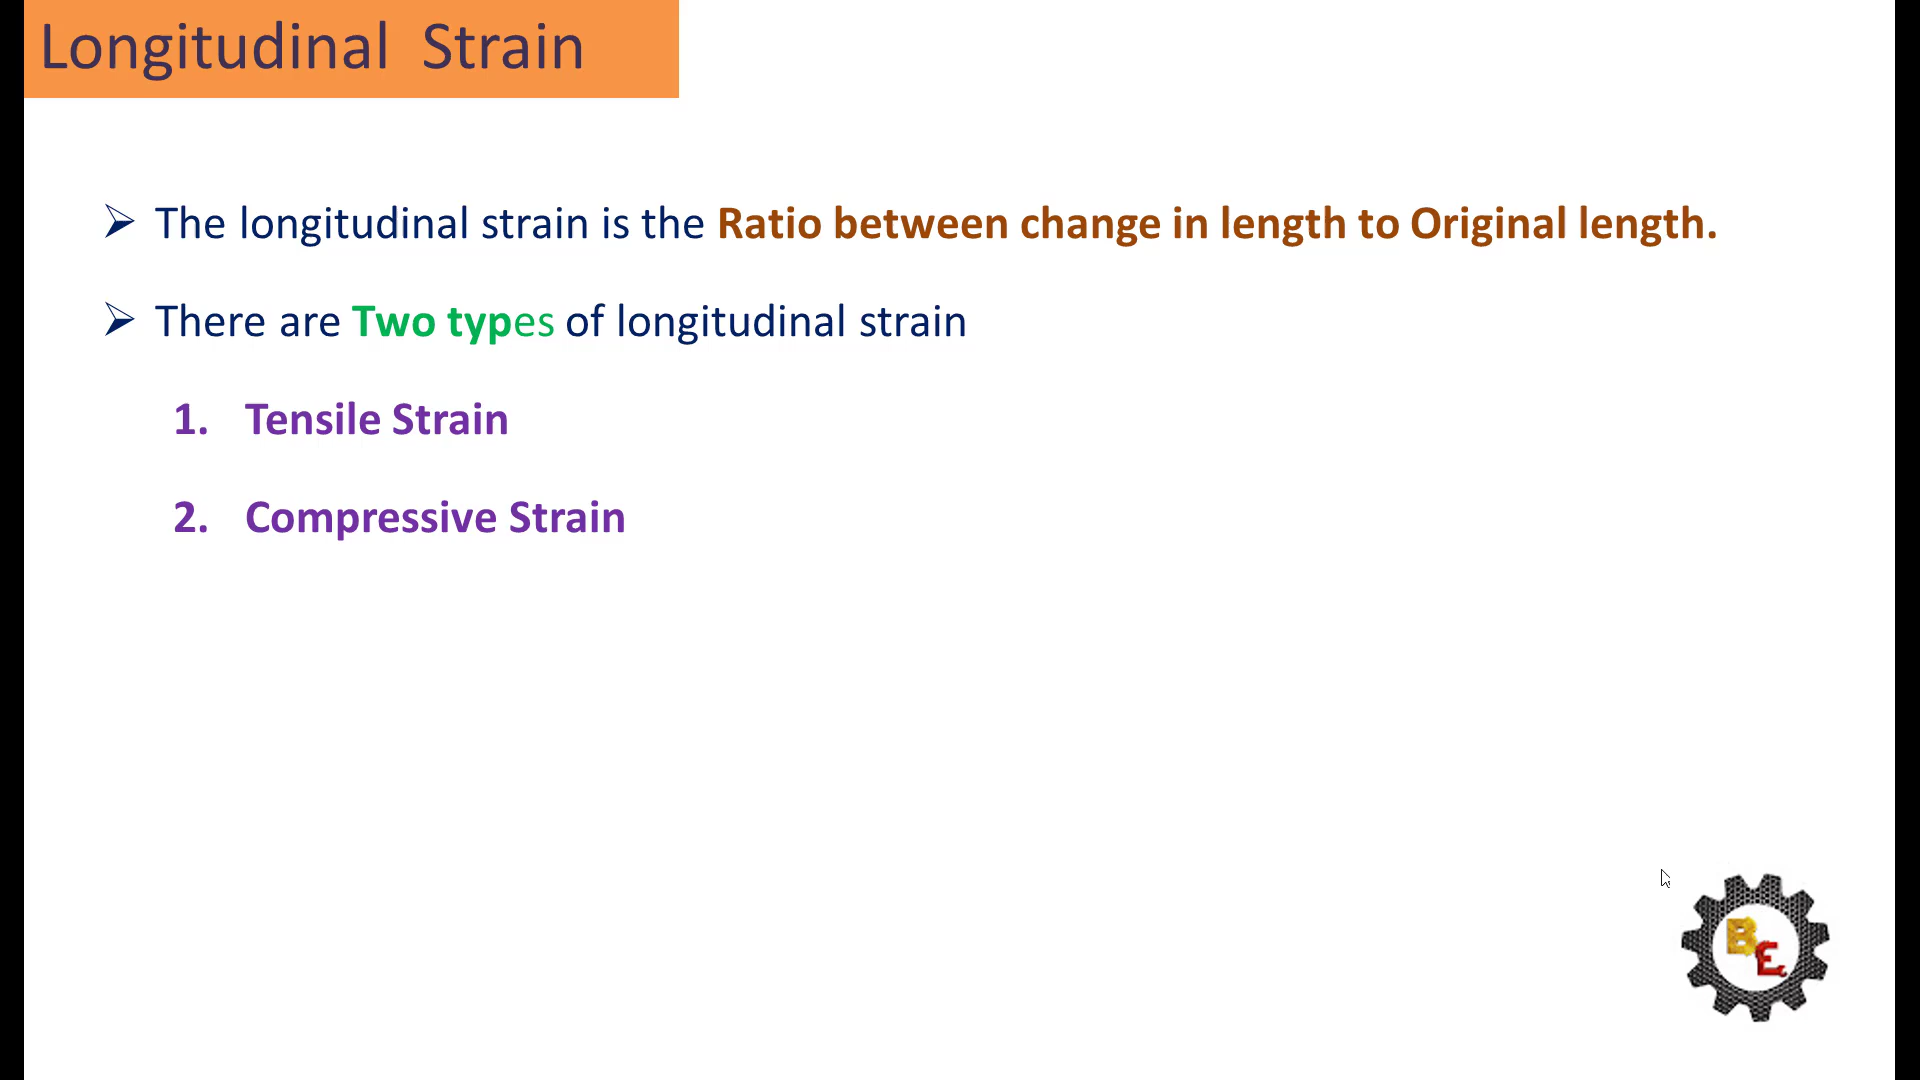 Longitudinal Strain
➢ The longitudinal strain is the Ratio between change in length to Original length.
➢ There are Two types of longitudinal strain
1. Tensile Strain
2. Compressive Strain
BE